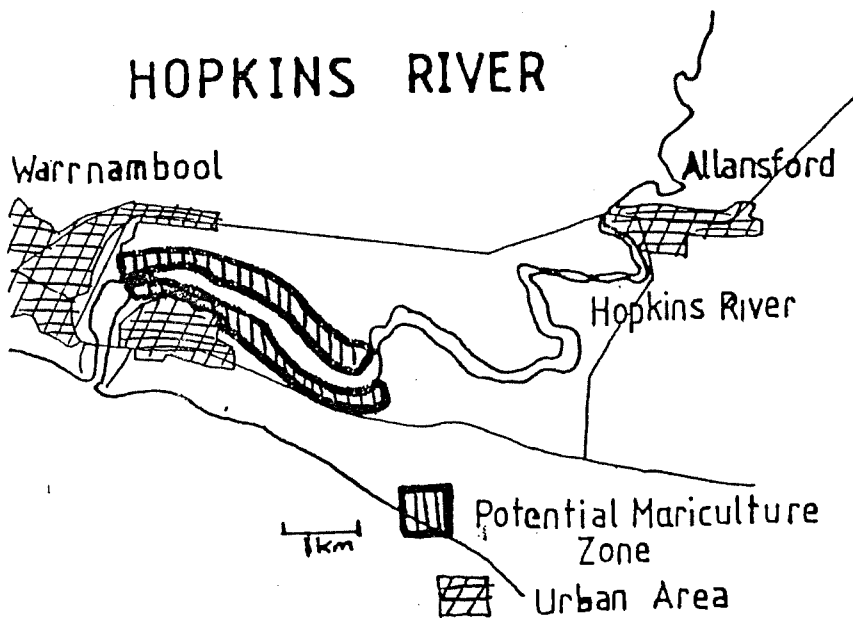 HOPKINS RIVER
Warrnambool
Allansford
Hopkins River
1km
Potential Mariculture
Zone
Urban Area